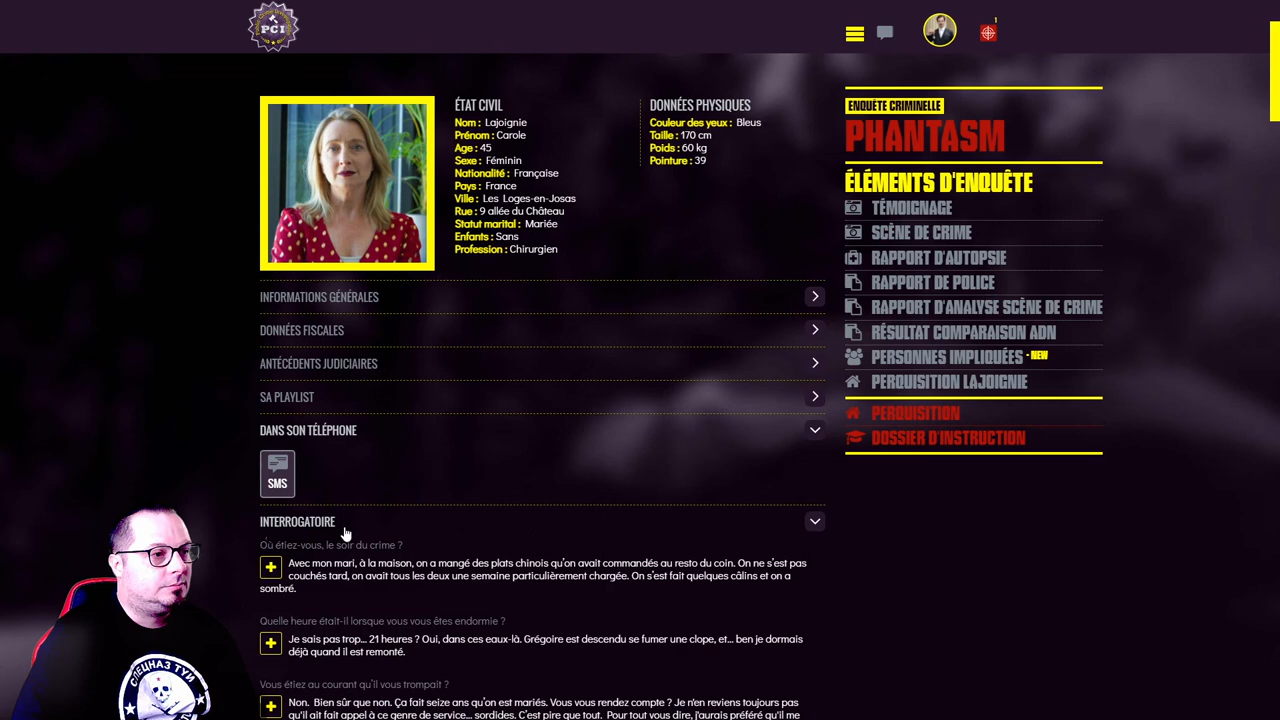 PCI
1
ÉTAT CIVIL
Nom : Lajoignie
Prénom : Carole
Age : 45
Sexe : Féminin
Nationalité : Française
Pays : France
Ville : Les Loges-en-Josas
Rue : 9 allée du Château
Statut marital : Mariée
Enfants : Sans
Profession : Chirurgien
DONNÉES PHYSIQUES
Couleur des yeux : Bleus
Taille : 170 cm
Poids : 60 kg
Pointure : 39
INFORMATIONS GÉNÉRALES
DONNÉES FISCALES
ANTÉCÉDENTS JUDICIAIRES
SA PLAYLIST
DANS SON TÉLÉPHONE
SMS
INTERROGATOIRE
Où étiez-vous, le soir du crime ?
Avec mon mari, à la maison, on a mangé des plats chinois qu'on avait commandés au resto du coin. On ne s'est pas
couchés tard, on avait tous les deux une semaine particulièrement chargée. On s'est fait quelques câlins et on a
sombré.
Quelle heure était-il lorsque vous vous êtes endormie ?
Je sais pas trop... 21 heures ? Oui, dans ces eaux-là. Grégoire est descendu se fumer une clope, et... ben je dormais
déjà quand il est remonté.
Vous étiez au courant qu'il vous trompait ?
Non. Bien sûr que non. Ça fait seize ans qu'on est mariés. Vous vous rendez compte ? Je n'en reviens toujours pas
qu'il ait fait appel à ce genre de service... sordides. C'est pire que tout. Pour tout vous dire, j'aurais préféré qu'il me
ENQUÊTE CRIMINELLE
PHANTASM
ÉLÉMENTS D'ENQUÊTE
TÉMOIGNAGE
SCÈNE DE CRIME
RAPPORT D'AUTOPSIE
RAPPORT DE POLICE
RAPPORT D'ANALYSE SCÈNE DE CRIME
RÉSULTAT COMPARAISON ADN
PERSONNES IMPLIQUÉES - NEW
PERQUISITION LAJOIGNIE
PERQUISITION
DOSSIER D'INSTRUCTION
СПЕЦНАЗ ТУИ